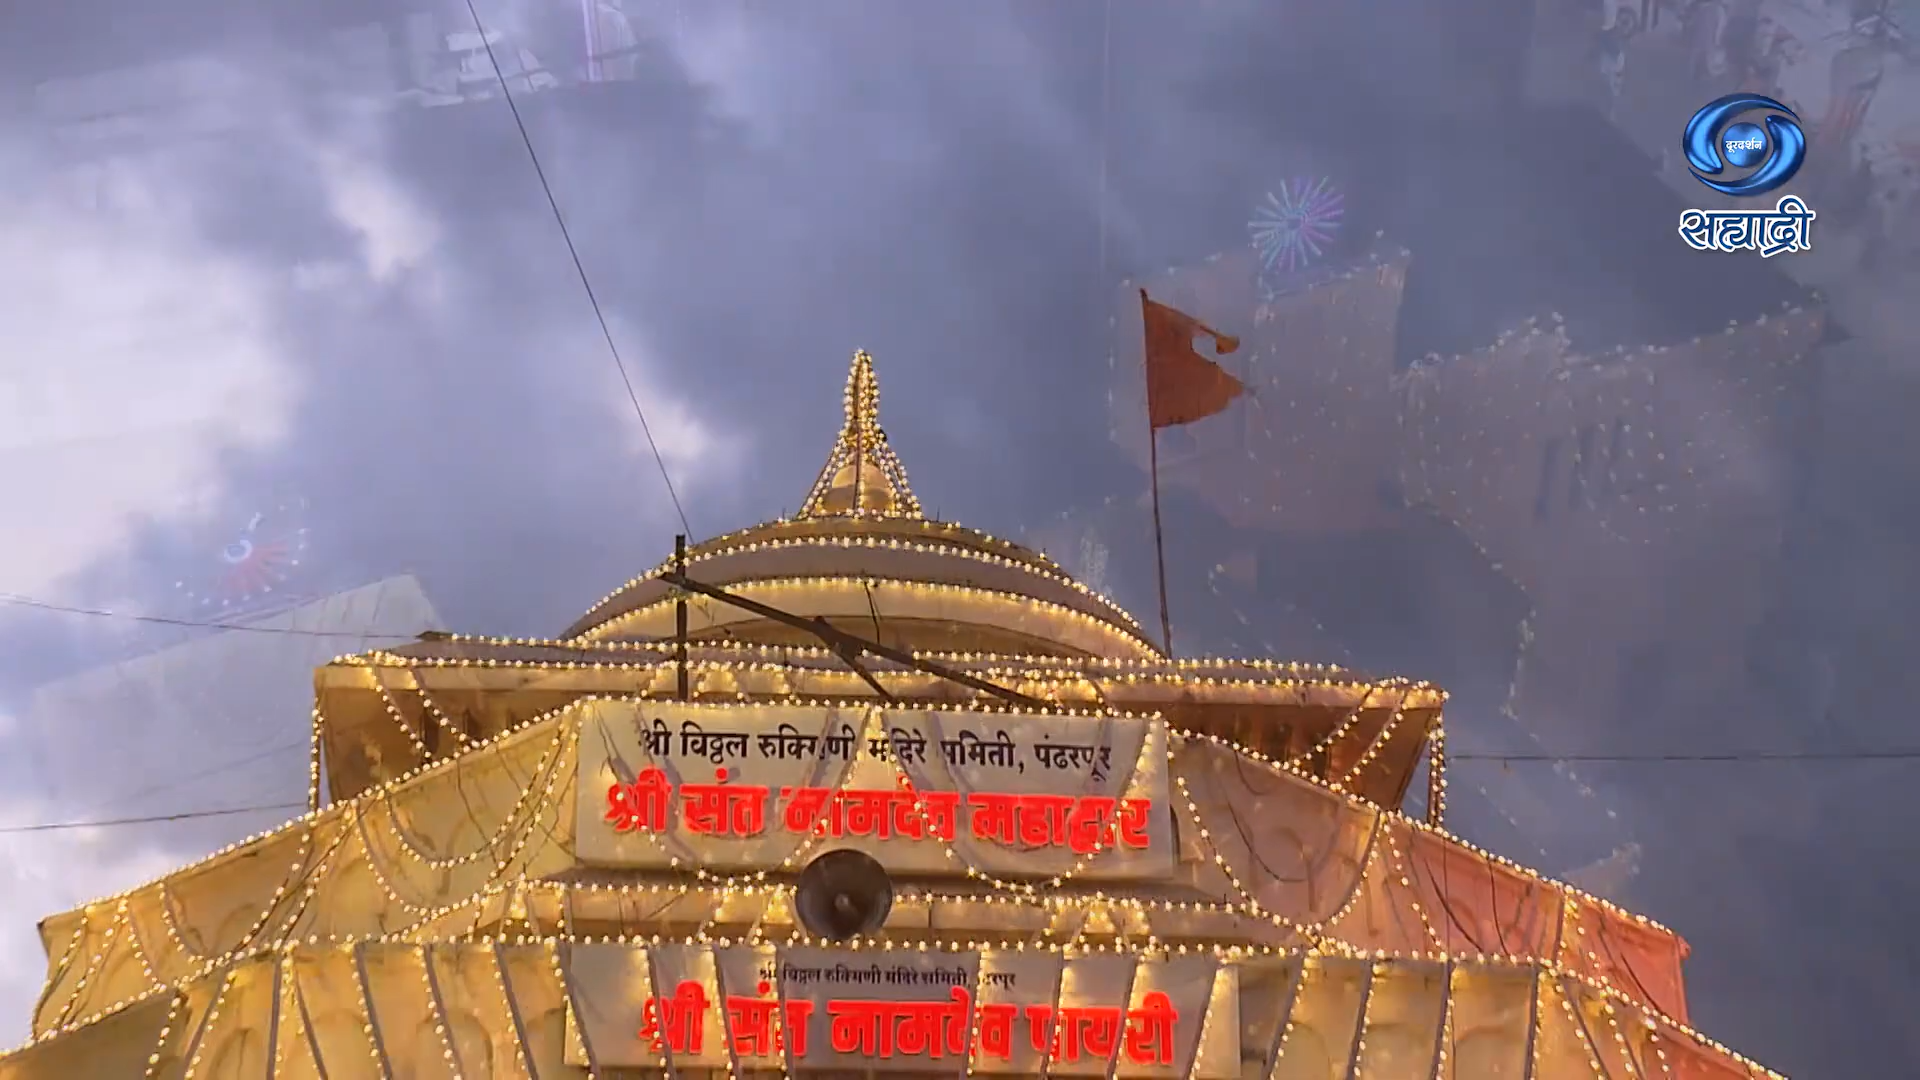 दूरदर्शन
सह्याद्री
श्री विठ्ठल रुक्मिणी मंदिरे समिती, पंढरपूर
श्री संत नामदेव महाद्वार
श्री विठ्ठल रुक्मिणी मंदिरे समिती, पंढरपूर
श्री संत नामदेव पायरी